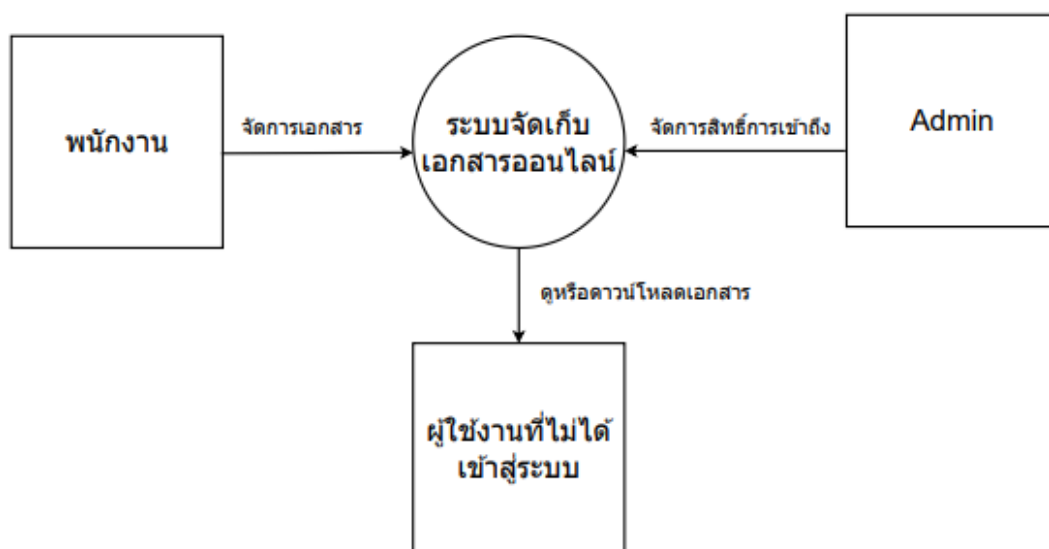 พนักงาน
จัดการเอกสาร
ระบบจัดเก็บ
เอกสารออนไลน์
จัดการสิทธิ์การเข้าถึง
Admin
ดูหรือดาวน์โหลดเอกสาร
ผู้ใช้งานที่ไม่ได้
เข้าสู่ระบบ